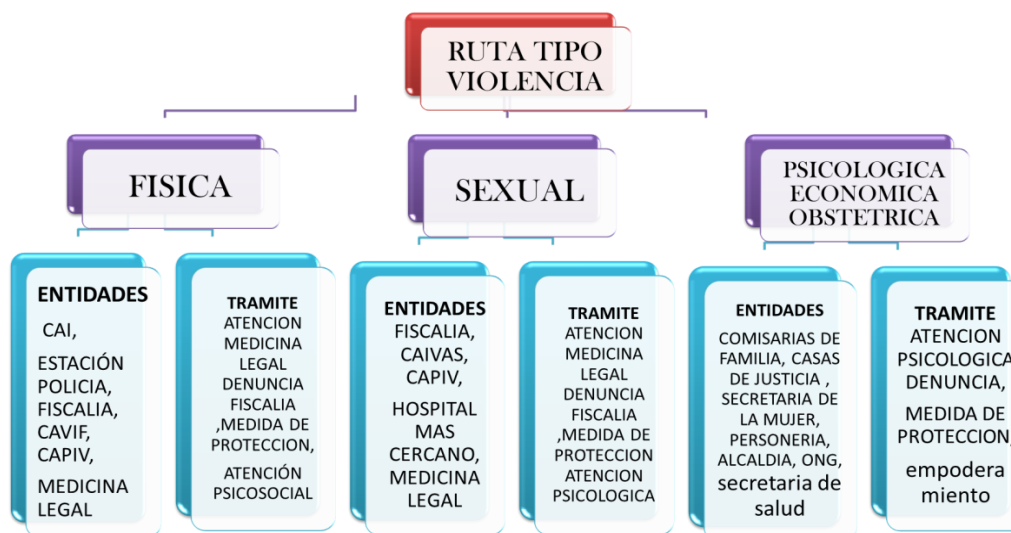 RUTA TIPO
VIOLENCIA
FISICA
ENTIDADES
CAI,
ESTACIÓN
POLICIA,
FISCALIA,
CAVIF,
CAPIV,
MEDICINA
LEGAL
TRAMITE
ATENCION
MEDICINA
LEGAL
DENUNCIA
FISCALIA
,MEDIDA DE
PROTECCION,
ATENCIÓN
PSICOSOCIAL
SEXUAL
ENTIDADES
FISCALIA,
CAIVAS,
CAPIV,
HOSPITAL
MAS
CERCANO,
MEDICINA
LEGAL
TRAMITE
ATENCION
MEDICINA
LEGAL
DENUNCIA
FISCALIA
,MEDIDA DE
PROTECCION
ATENCION
PSICOLOGICA
PSICOLOGICA
ECONOMICA
OBSTETRICA
ENTIDADES
COMISARIAS DE
FAMILIA, CASAS
DE JUSTICIA ,
SECRETARIA DE
LA MUJER,
PERSONERIA,
ALCALDIA, ONG,
secretaria de
salud
TRAMITE
ATENCION
PSICOLOGICA
DENUNCIA,
MEDIDA DE
PROTECCION,
empodera
miento